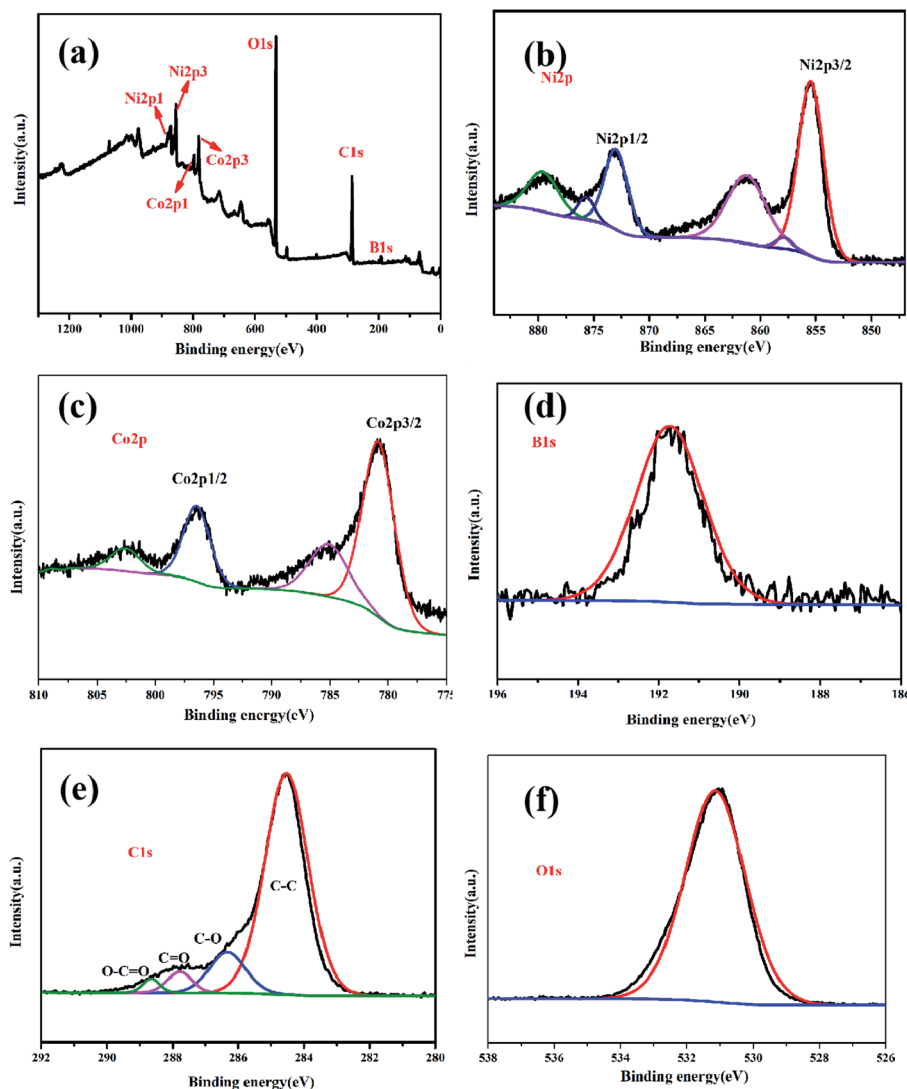 (a)
O1s
Ni2p3
Ni2p1
C1s
Co2p3
Co2p1
B1s
Intensity(a.u.)
1200 1000 800 600 400 200 0
Binding energy(eV)
(b)
Ni2p
Ni2p3/2
Ni2p1/2
Intensity(a.u.)
880 875 870 865 860 855 850
Binding energy(eV)
(c)
Co2p
Co2p3/2
Co2p1/2
Intensity(a.u.)
810 805 800 795 790 785 780 775
Binding energy(eV)
(d)
B1s
Intensity(a.u.)
196 194 192 190 188 186
Binding energy(eV)
(e)
C1s
C-C
C-O
C=O
O-C=O
Intensity(a.u.)
292 290 288 286 284 282 280
Binding energy(eV)
(f)
O1s
Intensity(a.u.)
538 536 534 532 530 528 526
Binding energy(eV)